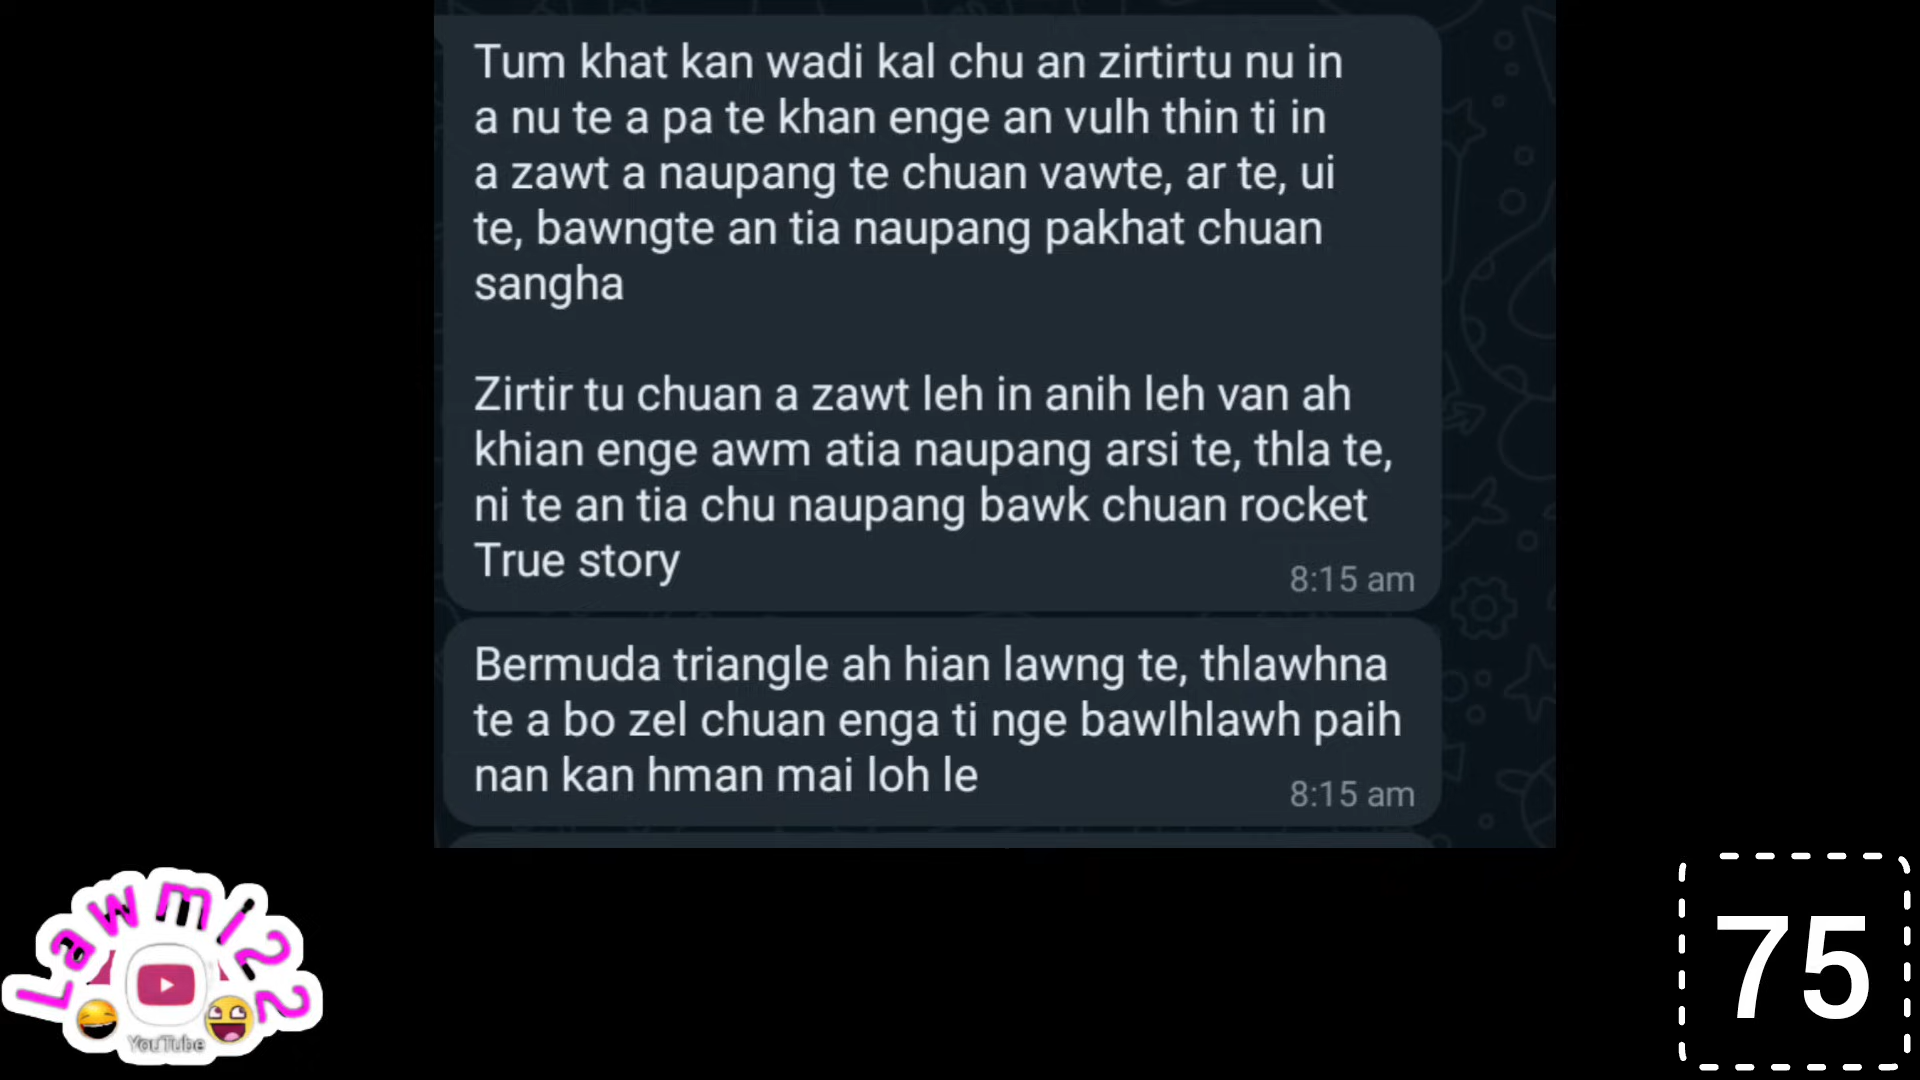 Tum khat kan wadi kal chu an zirtirtu nu in
a nu te a pa te khan enge an vulh thin ti in
a zawt a naupang te chuan vawte, ar te, ui
te, bawngte an tia naupang pakhat chuan
sangha
Zirtir tu chuan a zawt leh in anih leh van ah
khian enge awm atia naupang arsi te, thla te,
ni te an tia chu naupang bawk chuan rocket
True story
8:15 am
Bermuda triangle ah hian lawng te, thlawhna
te a bo zel chuan enga ti nge bawlhlawh paih
nan kan hman mai loh le
8:15 am
Lawmi22
YouTube
75